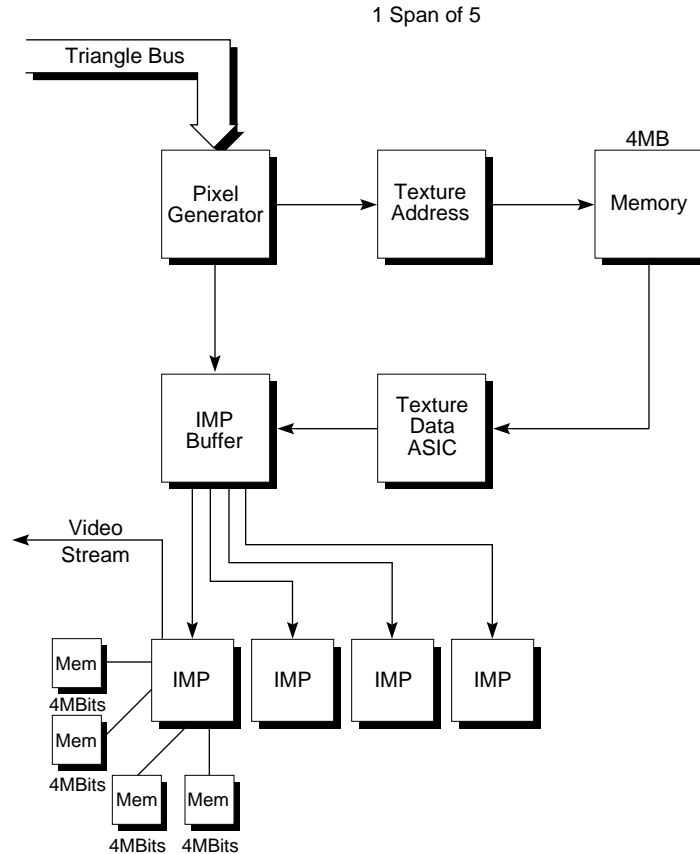 1 Span of 5
Triangle Bus
4MB
Pixel
Generator
Texture
Address
Memory
IMP
Buffer
Texture
Data
ASIC
Video
Stream
IMP
IMP
IMP
IMP
Mem
4MBits
Mem
4MBits
Mem
4MBits
Mem
4MBits